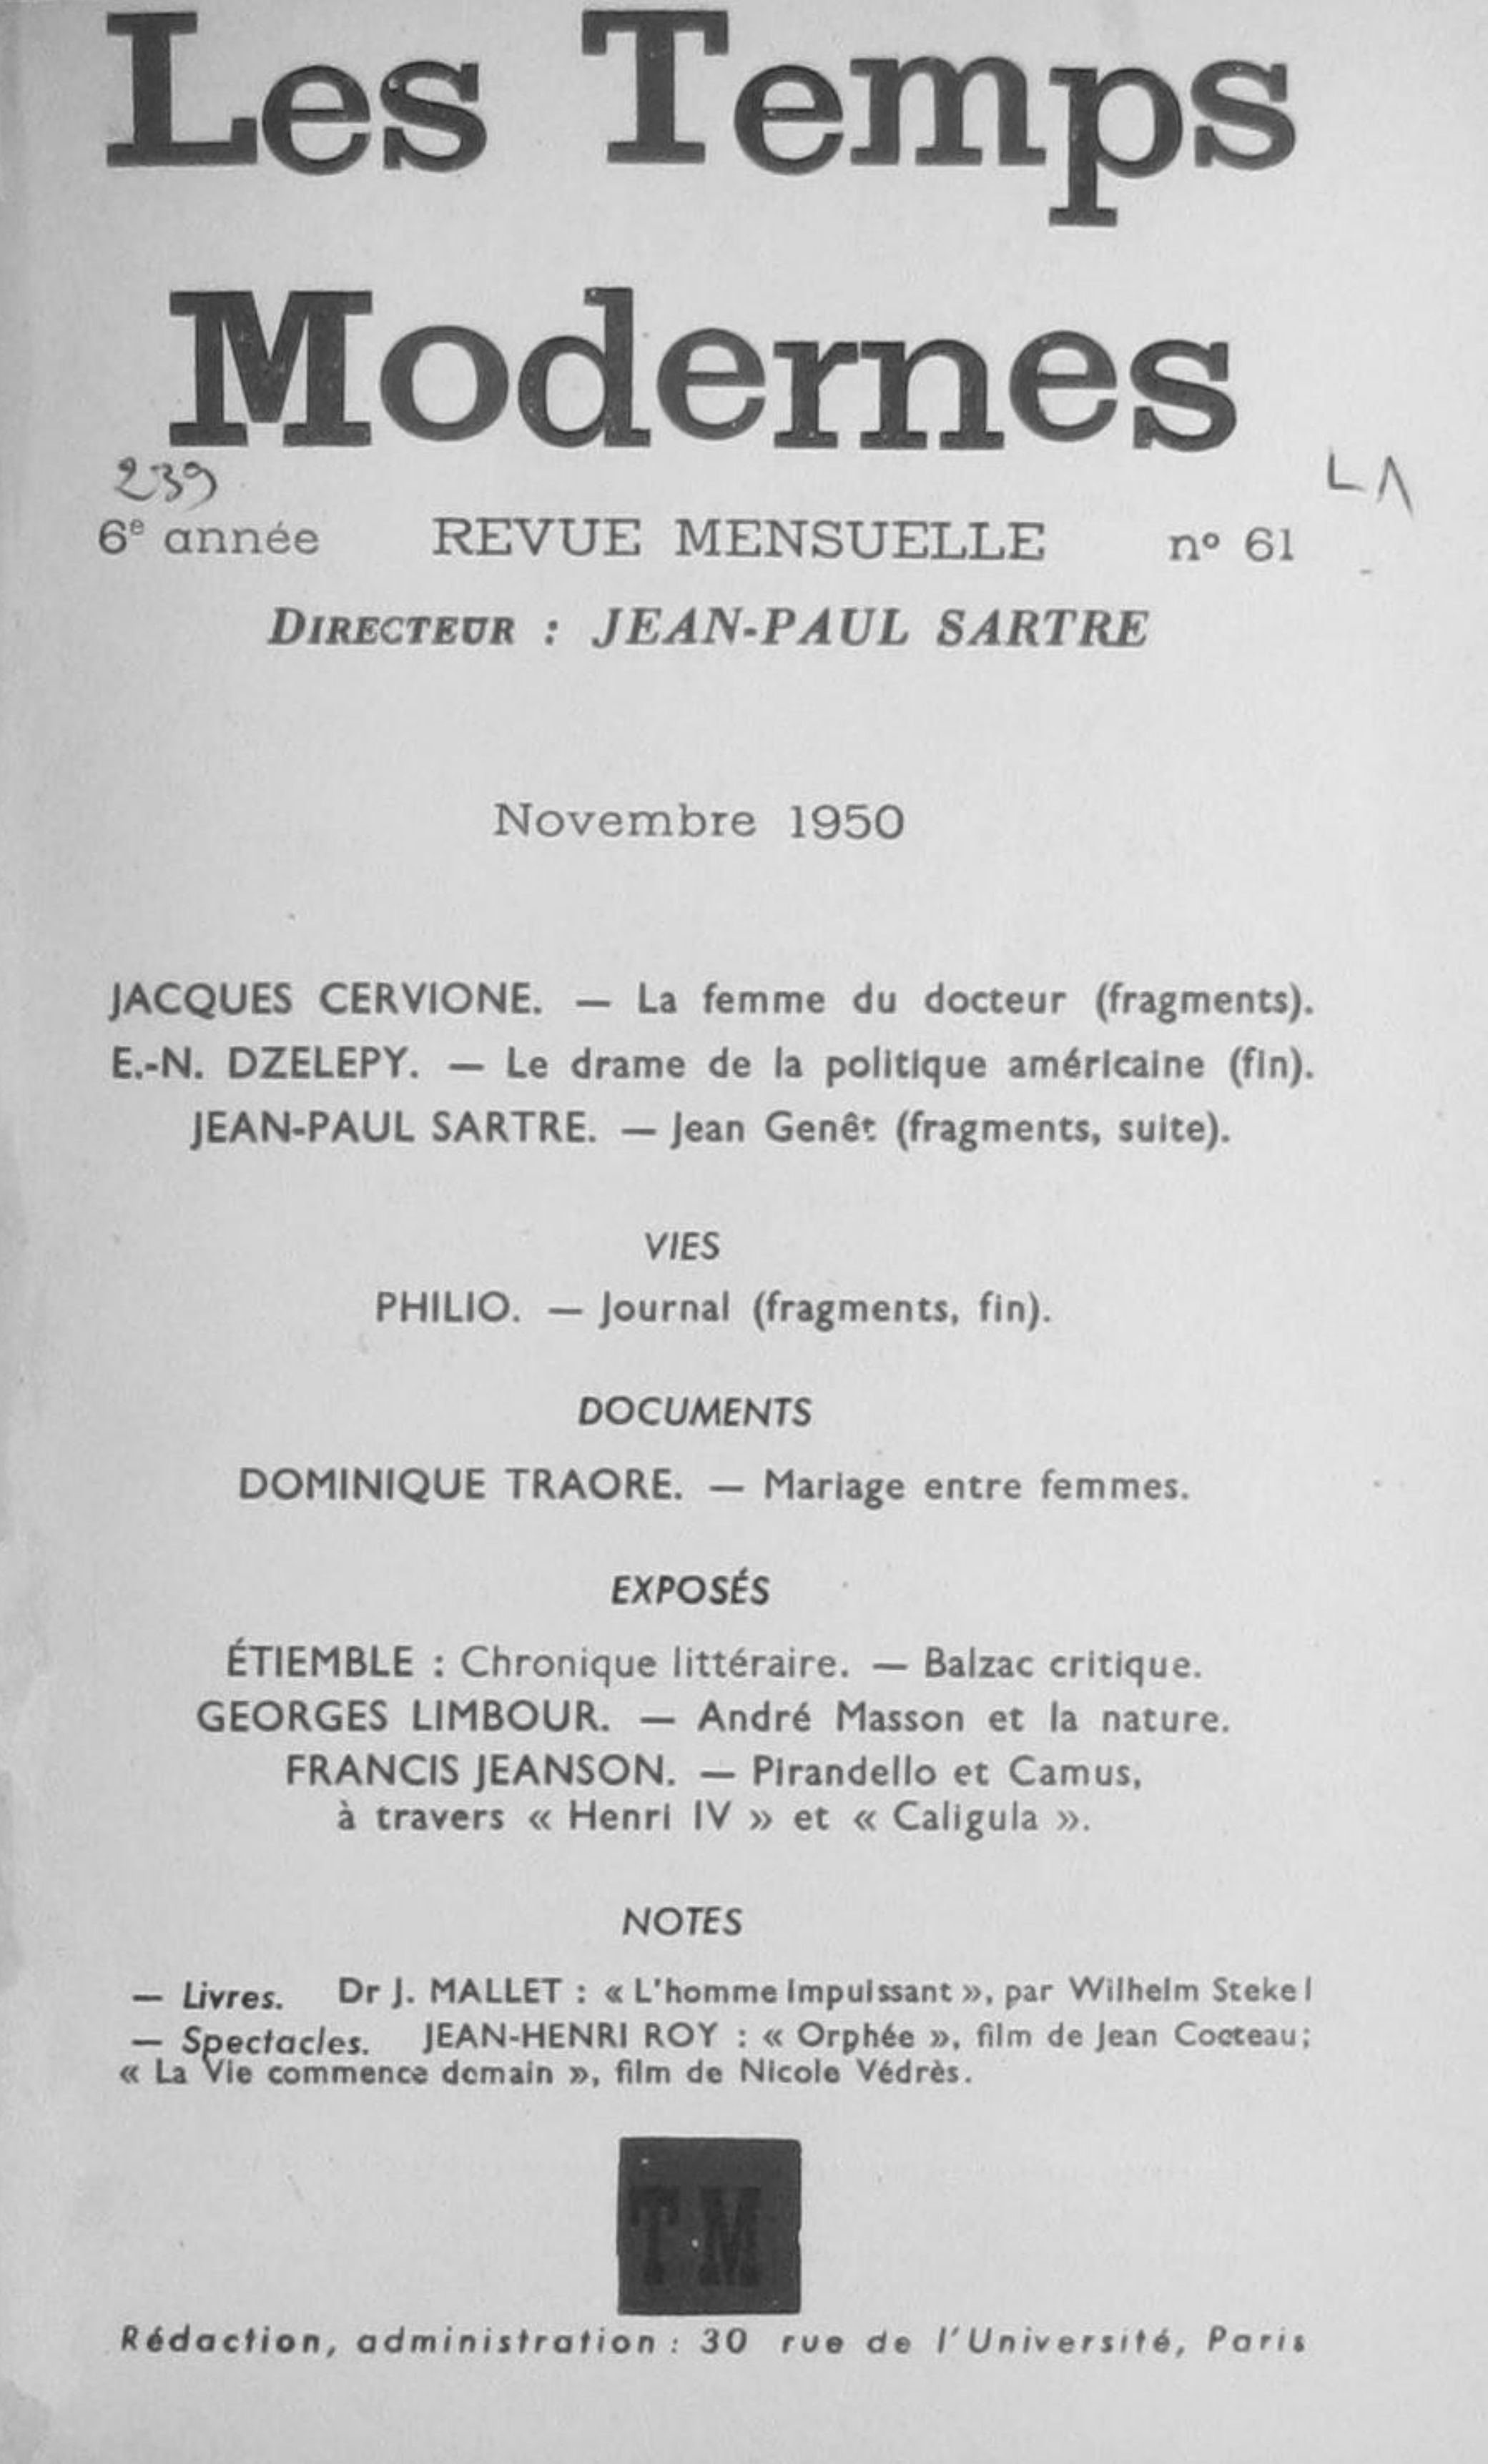 Les Temps
Modernes
239
LA
6e année REVUE MENSUELLE no 61
DIRECTEUR : JEAN-PAUL SARTRE
Novembre 1950
JACQUES CERVIONE. — La femme du docteur (fragments).
E.-N. DZELEPY. — Le drame de la politique américaine (fin).
JEAN-PAUL SARTRE. — Jean Genêt (fragments, suite).
VIES
PHILIO. — Journal (fragments, fin).
DOCUMENTS
DOMINIQUE TRAORE. — Mariage entre femmes.
EXPOSÉS
ÉTIEMBLE : Chronique littéraire. — Balzac critique.
GEORGES LIMBOUR. — André Masson et la nature.
FRANCIS JEANSON. — Pirandello et Camus,
à travers « Henri IV » et « Caligula ».
NOTES
— Livres. Dr J. MALLET : « L'homme impuissant », par Wilhelm Stekel
— Spectacles. JEAN-HENRI ROY : « Orphée », film de Jean Cocteau;
« La Vie commence demain », film de Nicole Védrès.
TM
Rédaction, administration : 30 rue de l'Université, Paris